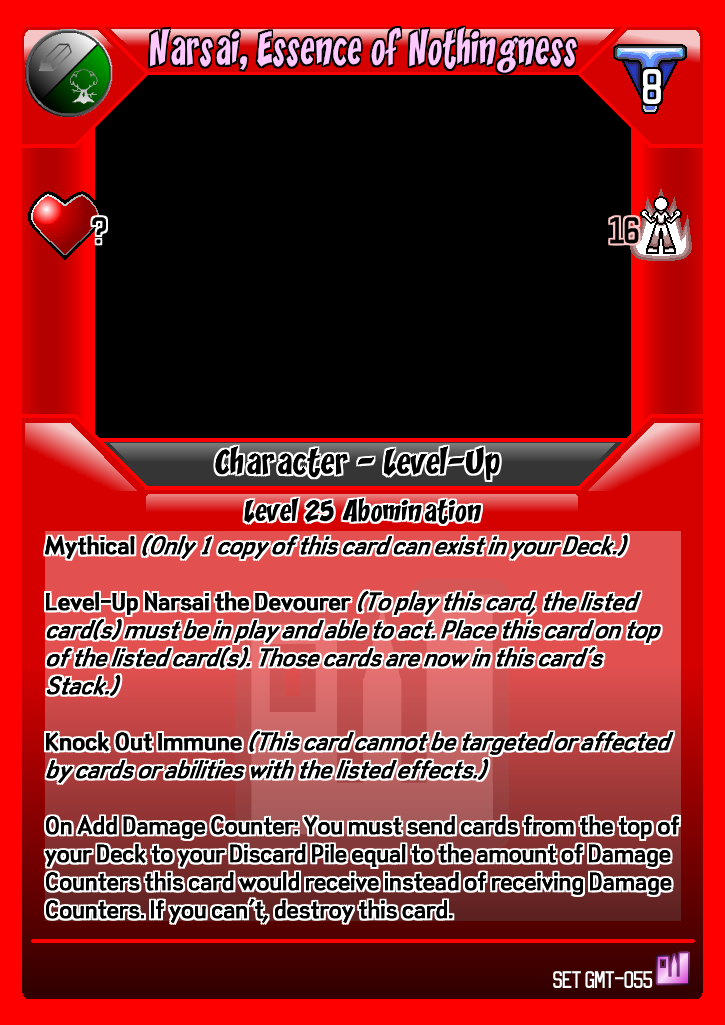 Narsai, Essence of Nothingness
8
?
16
Character - Level-Up
Level 25 Abomination
Mythical (Only 1 copy of this card can exist in your Deck.)
Level-Up Narsai the Devourer (To play this card, the listed
card(s) must be in play and able to act. Place this card on top
of the listed card(s). Those cards are now in this card's
Stack.)
Knock Out Immune (This card cannot be targeted or affected
by cards or abilities with the listed effects.)
On Add Damage Counter: You must send cards from the top of
your Deck to your Discard Pile equal to the amount of Damage
Counters this card would receive instead of receiving Damage
Counters. If you can't, destroy this card.
SET GMT-055